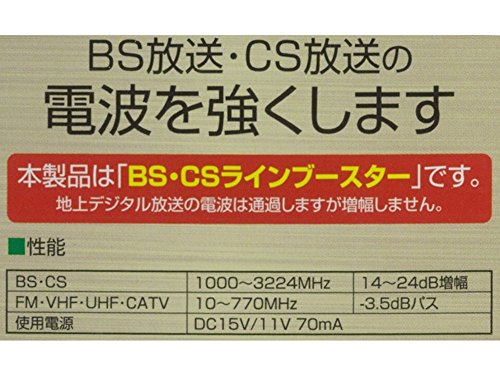 BS放送・CS放送の
電波を強くします
本製品は「BS・CSラインブースター」です。
地上デジタル放送の電波は通過しますが増幅しません。
■性能
BS・CS 1000〜3224MHz 14〜24dB増幅
FM・VHF・UHF・CATV 10〜770MHz -3.5dBパス
使用電源 DC15V/11V 70mA